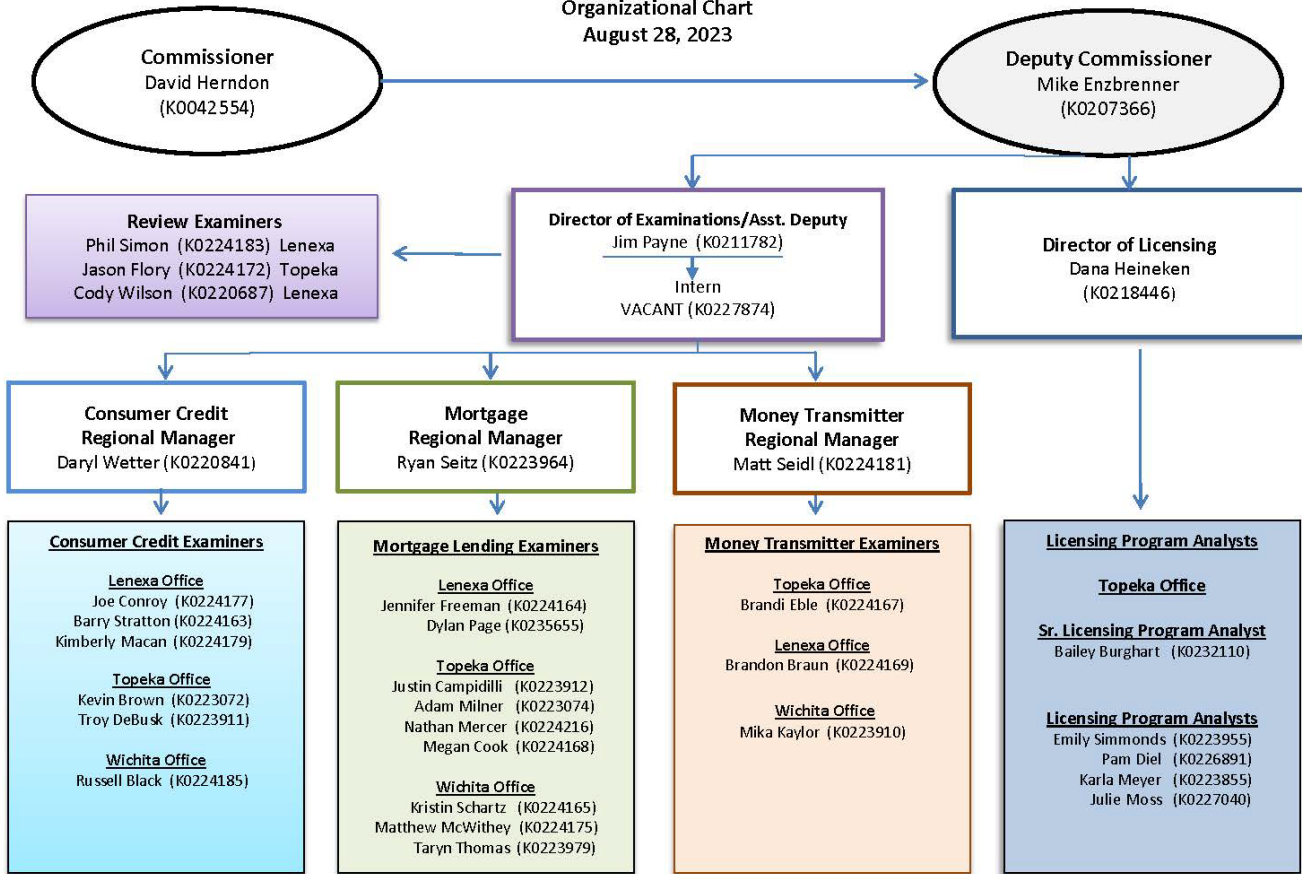 Organizational Chart
August 28, 2023
Commissioner
David Herndon
(K0042554)
Deputy Commissioner
Mike Enzbrenner
(K0207366)
Review Examiners
Phil Simon (K0224183) Lenexa
Jason Flory (K0224172) Topeka
Cody Wilson (K0220687) Lenexa
Director of Examinations/Asst. Deputy
Jim Payne (K0211782)
Intern
VACANT (K0227874)
Director of Licensing
Dana Heineken
(K0218446)
Consumer Credit
Regional Manager
Daryl Wetter (K0220841)
Mortgage
Regional Manager
Ryan Seitz (K0223964)
Money Transmitter
Regional Manager
Matt Seidl (K0224181)
Consumer Credit Examiners
Lenexa Office
Joe Conroy (K0224177)
Barry Stratton (K0224163)
Kimberly Macan (K0224179)
Topeka Office
Kevin Brown (K0223072)
Troy DeBusk (K0223911)
Wichita Office
Russell Black (K0224185)
Mortgage Lending Examiners
Lenexa Office
Jennifer Freeman (K0224164)
Dylan Page (K0235655)
Topeka Office
Justin Campidilli (K0223912)
Adam Milner (K0223074)
Nathan Mercer (K0224216)
Megan Cook (K0224168)
Wichita Office
Kristin Schartz (K0224165)
Matthew McWithey (K0224175)
Taryn Thomas (K0223979)
Money Transmitter Examiners
Topeka Office
Brandi Eble (K0224167)
Lenexa Office
Brandon Braun (K0224169)
Wichita Office
Mika Kaylor (K0223910)
Licensing Program Analysts
Topeka Office
Sr. Licensing Program Analyst
Bailey Burghart (K0232110)
Licensing Program Analysts
Emily Simmonds (K0223955)
Pam Diel (K0226891)
Karla Meyer (K0223855)
Julie Moss (K0227040)